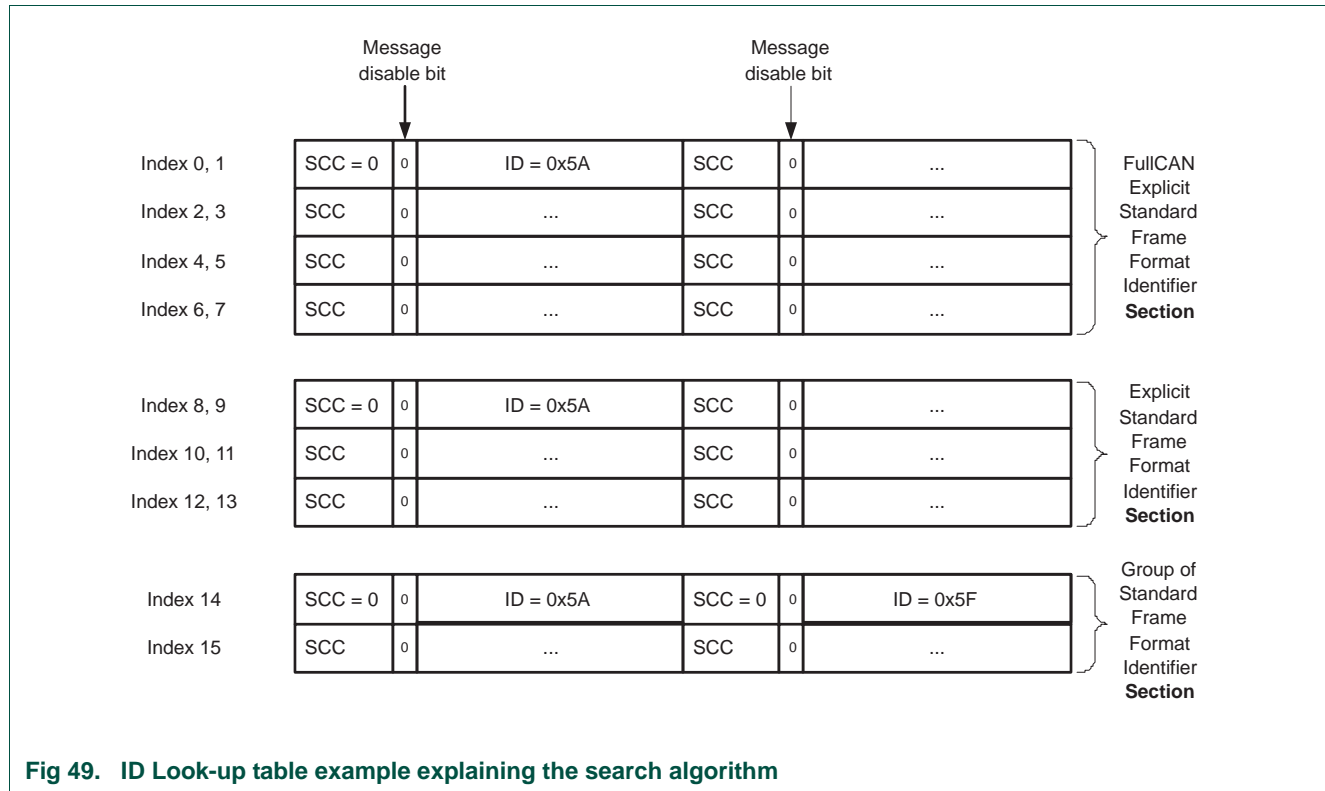 Message Message
disable bit disable bit
Index 0, 1 SCC = 0 0 ID = 0x5A SCC 0 ...
Index 2, 3 SCC 0 ... SCC 0 ...
Index 4, 5 SCC 0 ... SCC 0 ...
Index 6, 7 SCC 0 ... SCC 0 ...
FullCAN
Explicit
Standard
Frame
Format
Identifier
Section
Index 8, 9 SCC = 0 0 ID = 0x5A SCC 0 ...
Index 10, 11 SCC 0 ... SCC 0 ...
Index 12, 13 SCC 0 ... SCC 0 ...
Explicit
Standard
Frame
Format
Identifier
Section
Index 14 SCC = 0 0 ID = 0x5A SCC = 0 0 ID = 0x5F
Index 15 SCC 0 ... SCC 0 ...
Group of
Standard
Frame
Format
Identifier
Section
Fig 49. ID Look-up table example explaining the search algorithm